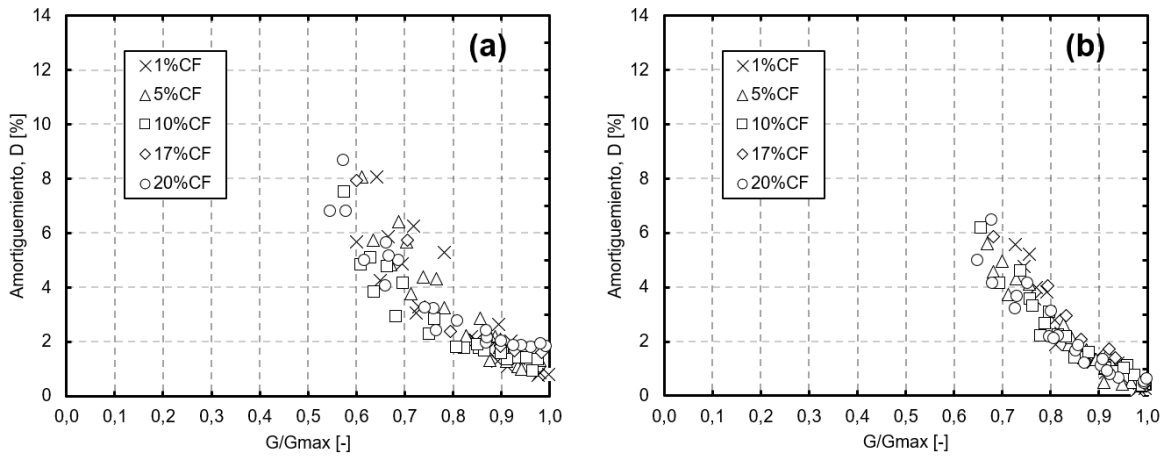 (a)
14
12
10
8
6
4
2
0
Amortiguemiento, D [%]
1%CF
5%CF
10%CF
17%CF
20%CF
0,0 0,1 0,2 0,3 0,4 0,5 0,6 0,7 0,8 0,9 1,0
G/Gmax [-]
(b)
14
12
10
8
6
4
2
0
Amortiguemiento, D [%]
1%CF
5%CF
10%CF
17%CF
20%CF
0,0 0,1 0,2 0,3 0,4 0,5 0,6 0,7 0,8 0,9 1,0
G/Gmax [-]